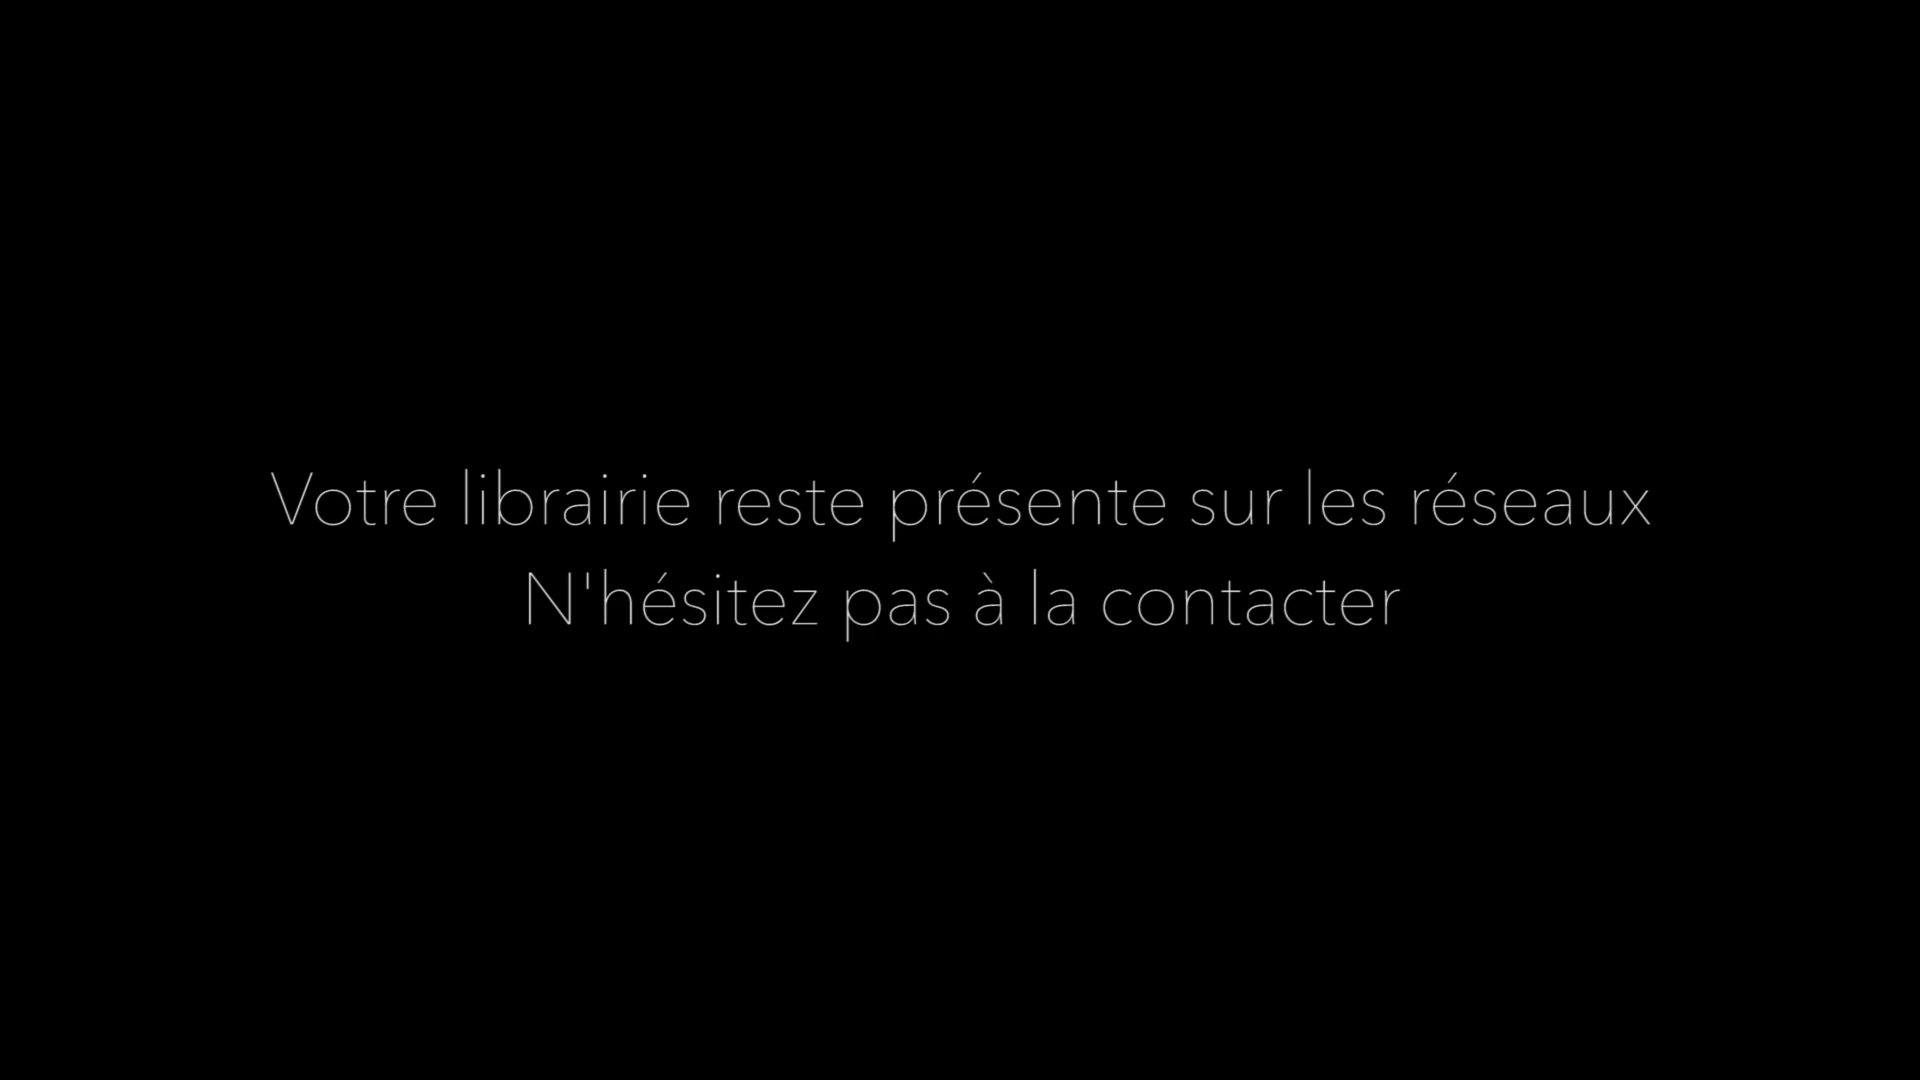 Votre librairie reste présente sur les réseaux
N'hésitez pas à la contacter